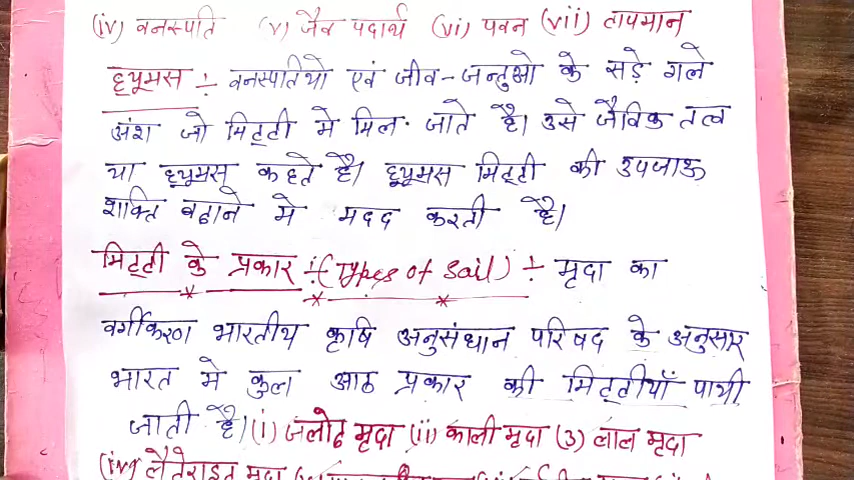 (iv) वनस्पति (v) जैव पदार्थ (vi) पवन (vii) तापमान
ह्यूमस ÷ वनस्पतियो एवं जीव-जन्तुओ के सड़े गले
अंश जो मिट्टी मे मिल जाते है। उसे जैविक तत्व
या ह्यूमस कहते है। ह्यूमस मिट्टी की उपजाऊ
शक्ति बढाने मे मदद करती है।
मिट्टी के प्रकार ÷ (Types of Sail) ÷ मृदा का
वर्गीकरण भारतीय कृषि अनुसंधान परिषद के अनुसार
भारत मे कुल आठ प्रकार की मिट्टीयाँ पायी
जाती है। (i) जलोढ मृदा (ii) काली मृदा (3) लाल मृदा
(iv) लैटेराइट मृदा